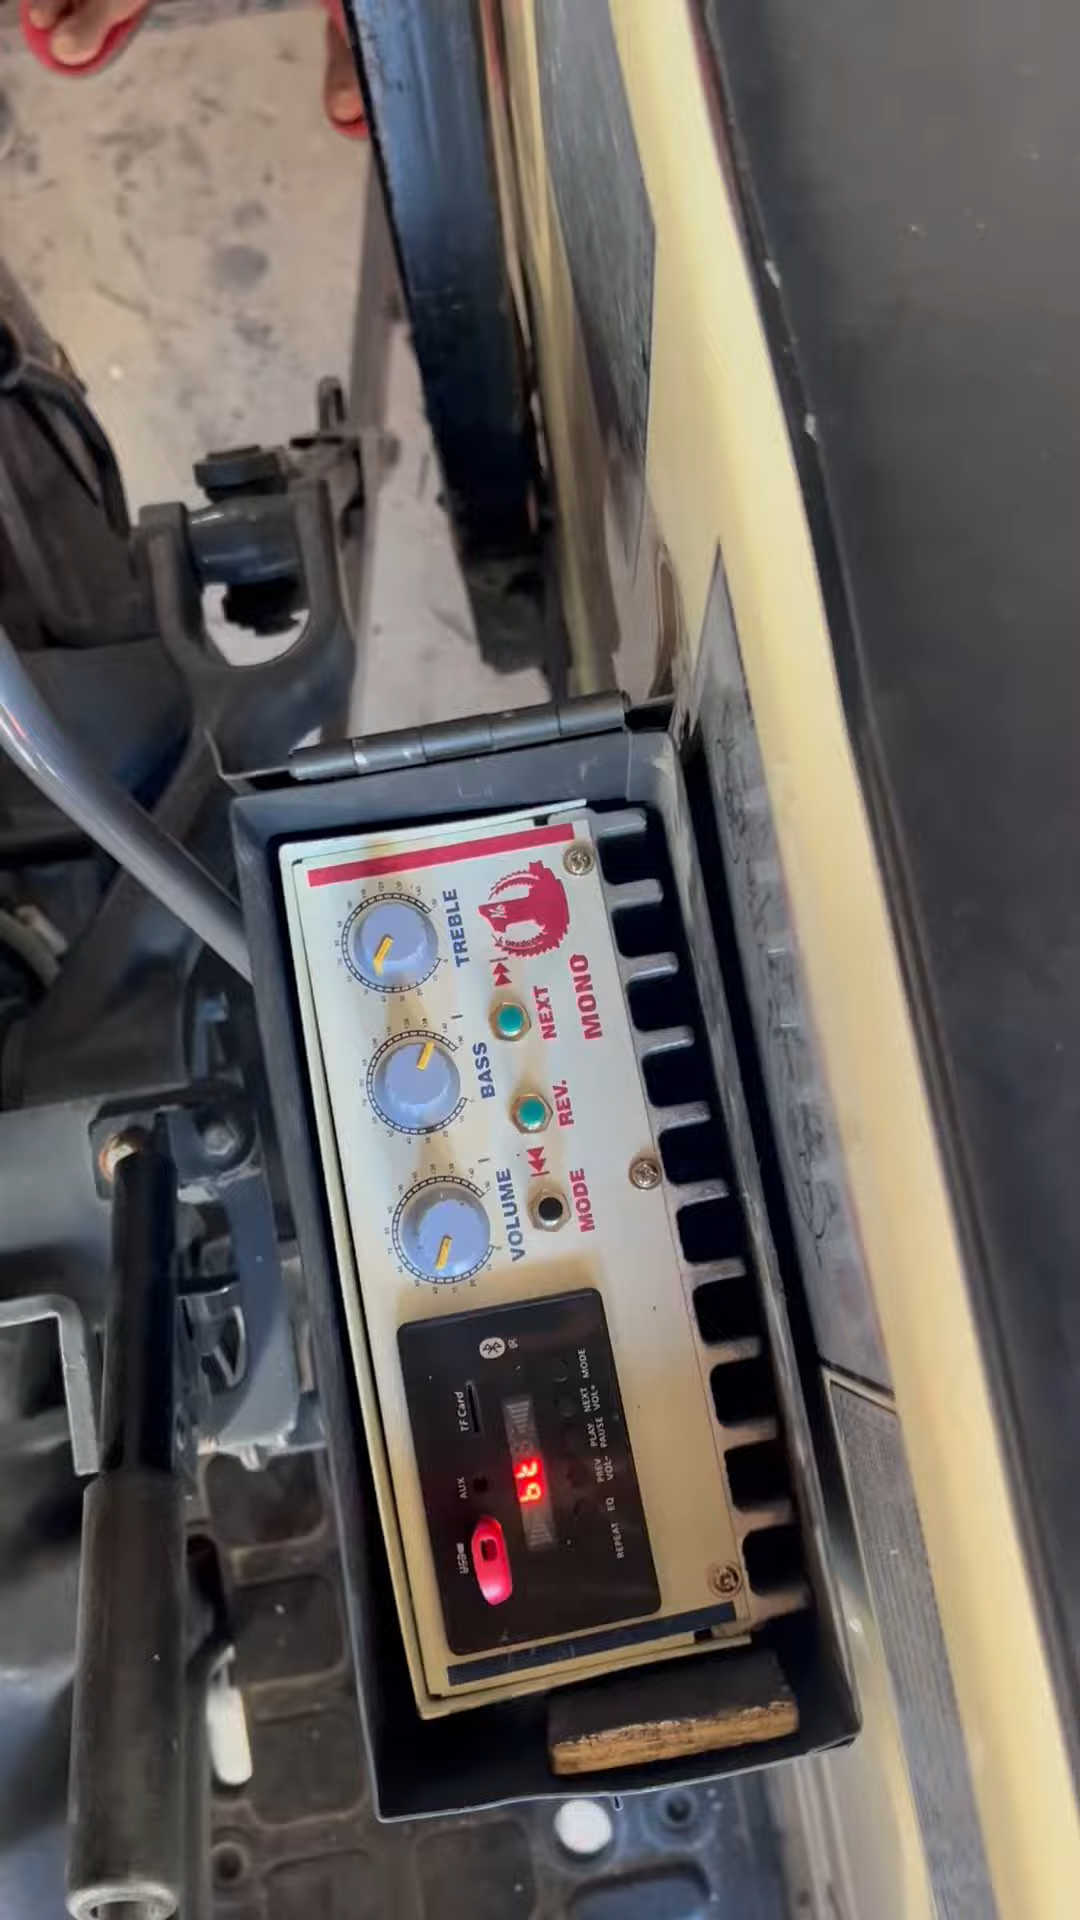 VOLUME
BASS
TREBLE
MODE
REV.
NEXT
MONO
USB
AUX
TF Card
IR
bt
REPEAT
EQ
PREV
VOL-
PLAY
PAUSE
NEXT
VOL+
MODE